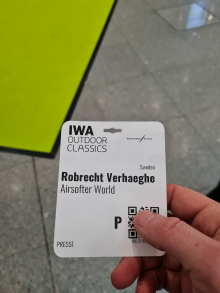 IWA
OUTDOOR
CLASSICS
Sweden
Robrecht Verhaeghe
Airsofter World
P
PRESSE